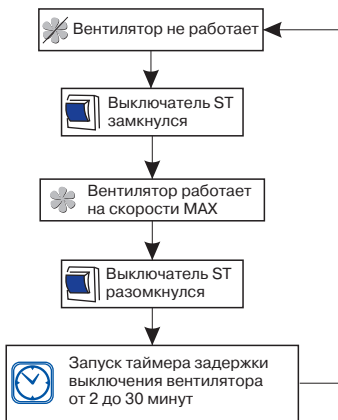 Вентилятор не работает
Выключатель ST
замкнулся
Вентилятор работает
на скорости MAX
Выключатель ST
разомкнулся
Запуск таймера задержки
выключения вентилятора
от 2 до 30 минут